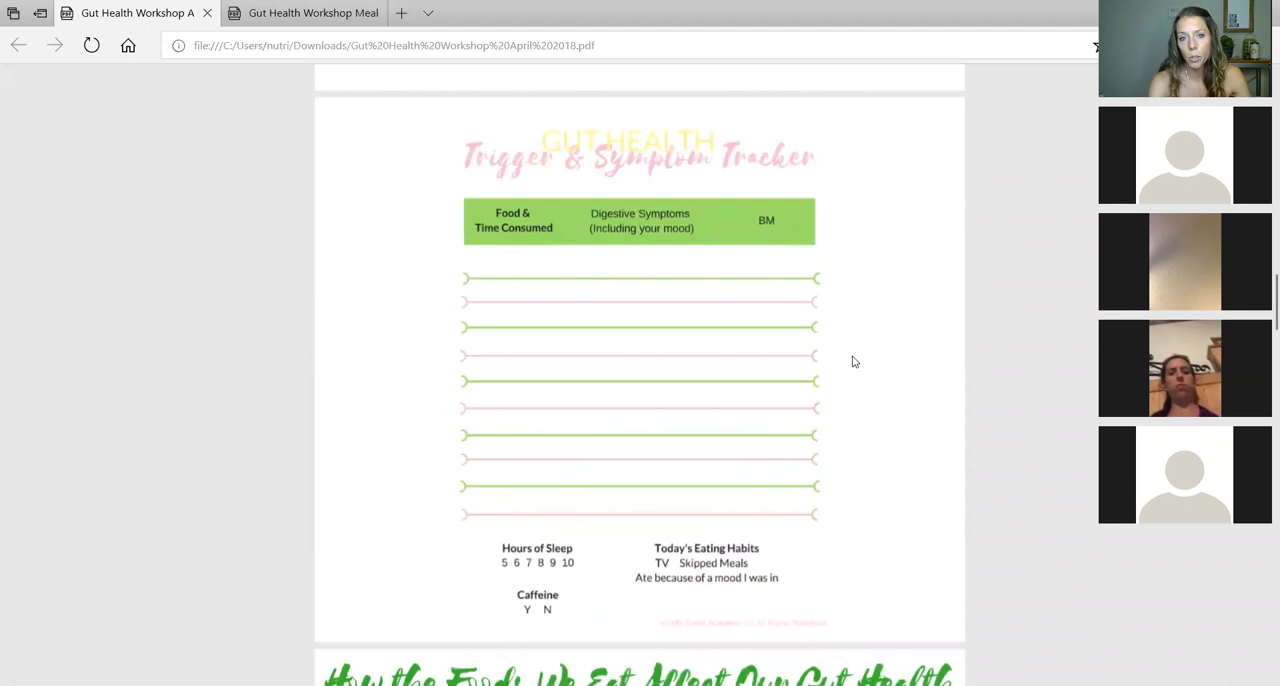 Gut Health Workshop A
Gut Health Workshop Meal
file:///C:/Users/nutri/Downloads/Gut%20Health%20Workshop%20April%202018.pdf
GUT HEALTH
Trigger & Symptom Tracker
Food &
Time Consumed
Digestive Symptoms
(Including your mood)
BM
Hours of Sleep
5 6 7 8 9 10
Caffeine
Y N
Today's Eating Habits
TV Skipped Meals
Ate because of a mood I was in
All Rights Reserved
How the Foods We Eat Affect Our Gut Health